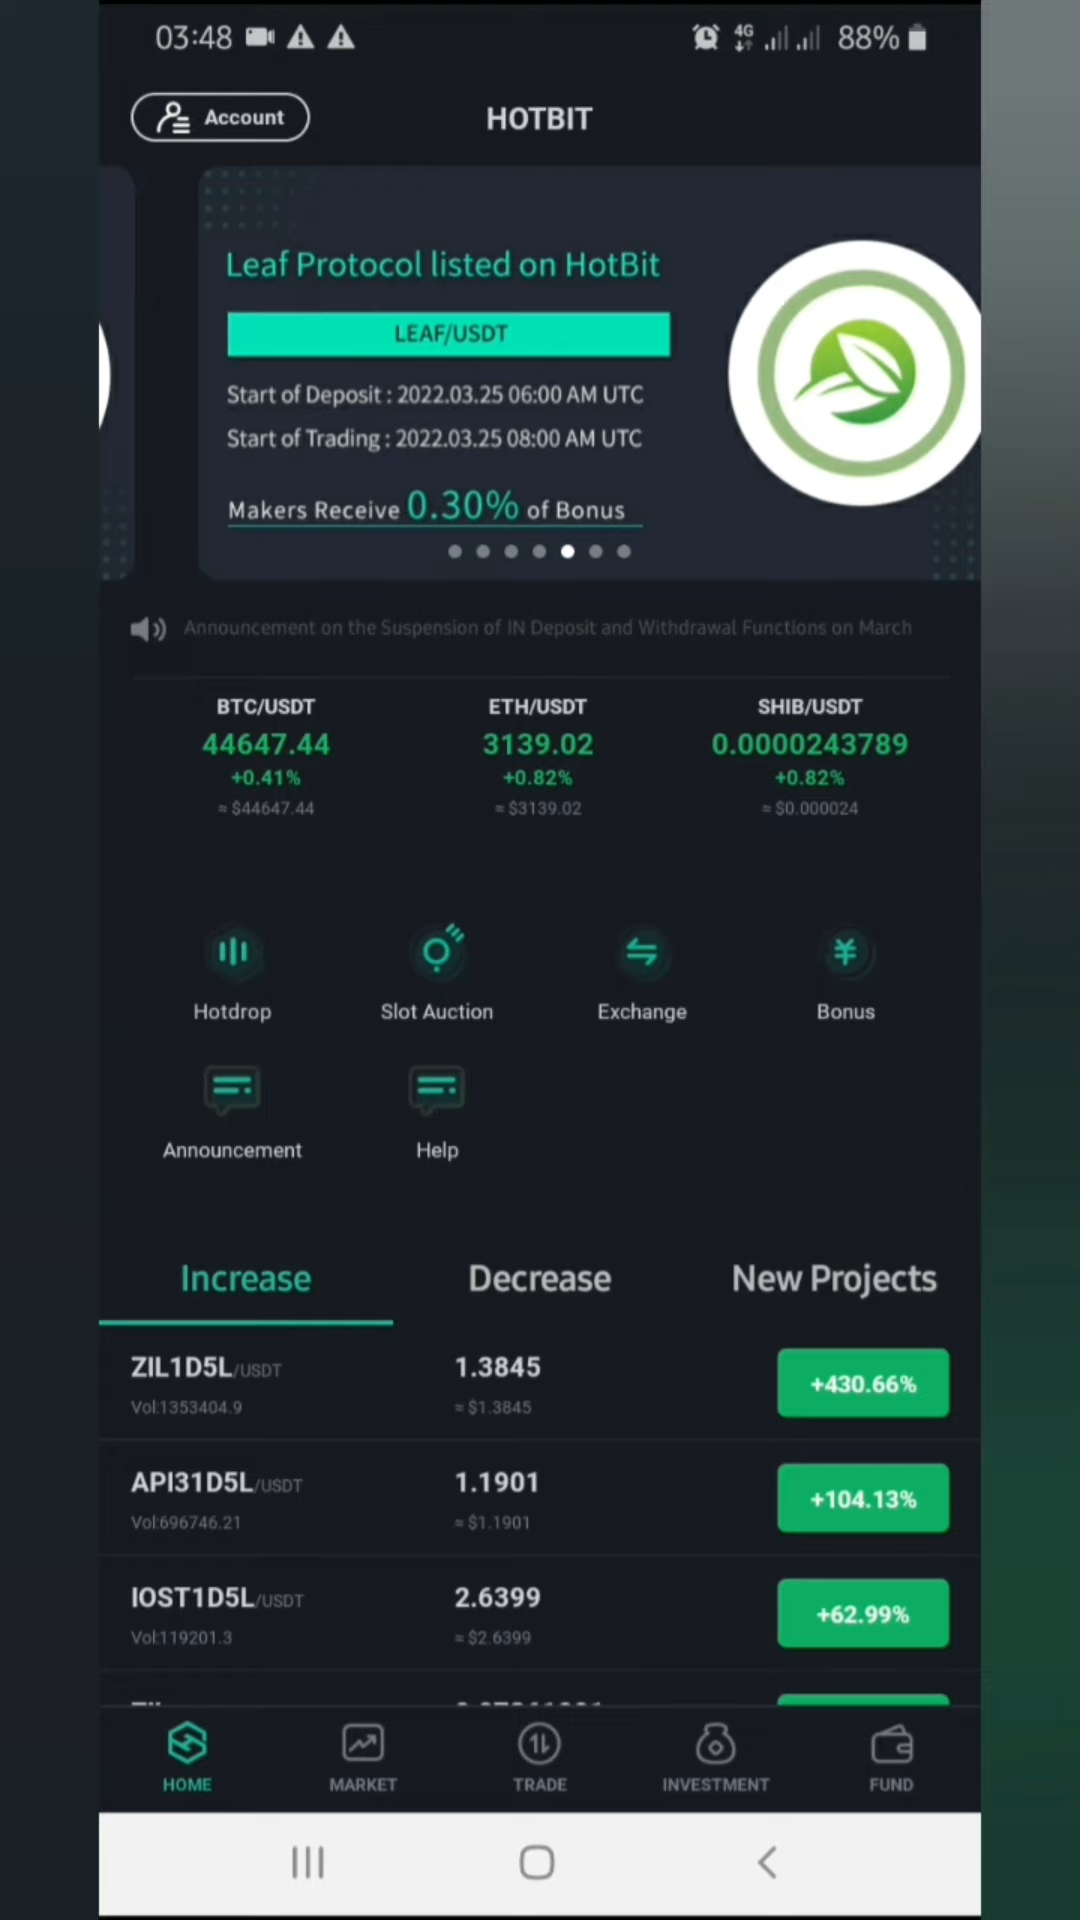 03:48
4G
88%
Account
HOTBIT
Leaf Protocol listed on HotBit
LEAF/USDT
Start of Deposit : 2022.03.25 06:00 AM UTC
Start of Trading : 2022.03.25 08:00 AM UTC
Makers Receive 0.30% of Bonus
Announcement on the Suspension of IN Deposit and Withdrawal Functions on March
BTC/USDT ETH/USDT SHIB/USDT
44647.44 3139.02 0.0000243789
+0.41% +0.82% +0.82%
≈ $44647.44 ≈ $3139.02 ≈ $0.000024
Hotdrop Slot Auction Exchange Bonus
Announcement Help
Increase Decrease New Projects
ZIL1D5L/USDT 1.3845 +430.66%
Vol:1353404.9 ≈ $1.3845
API31D5L/USDT 1.1901 +104.13%
Vol:696746.21 ≈ $1.1901
IOST1D5L/USDT 2.6399 +62.99%
Vol:119201.3 ≈ $2.6399
HOME MARKET TRADE INVESTMENT FUND